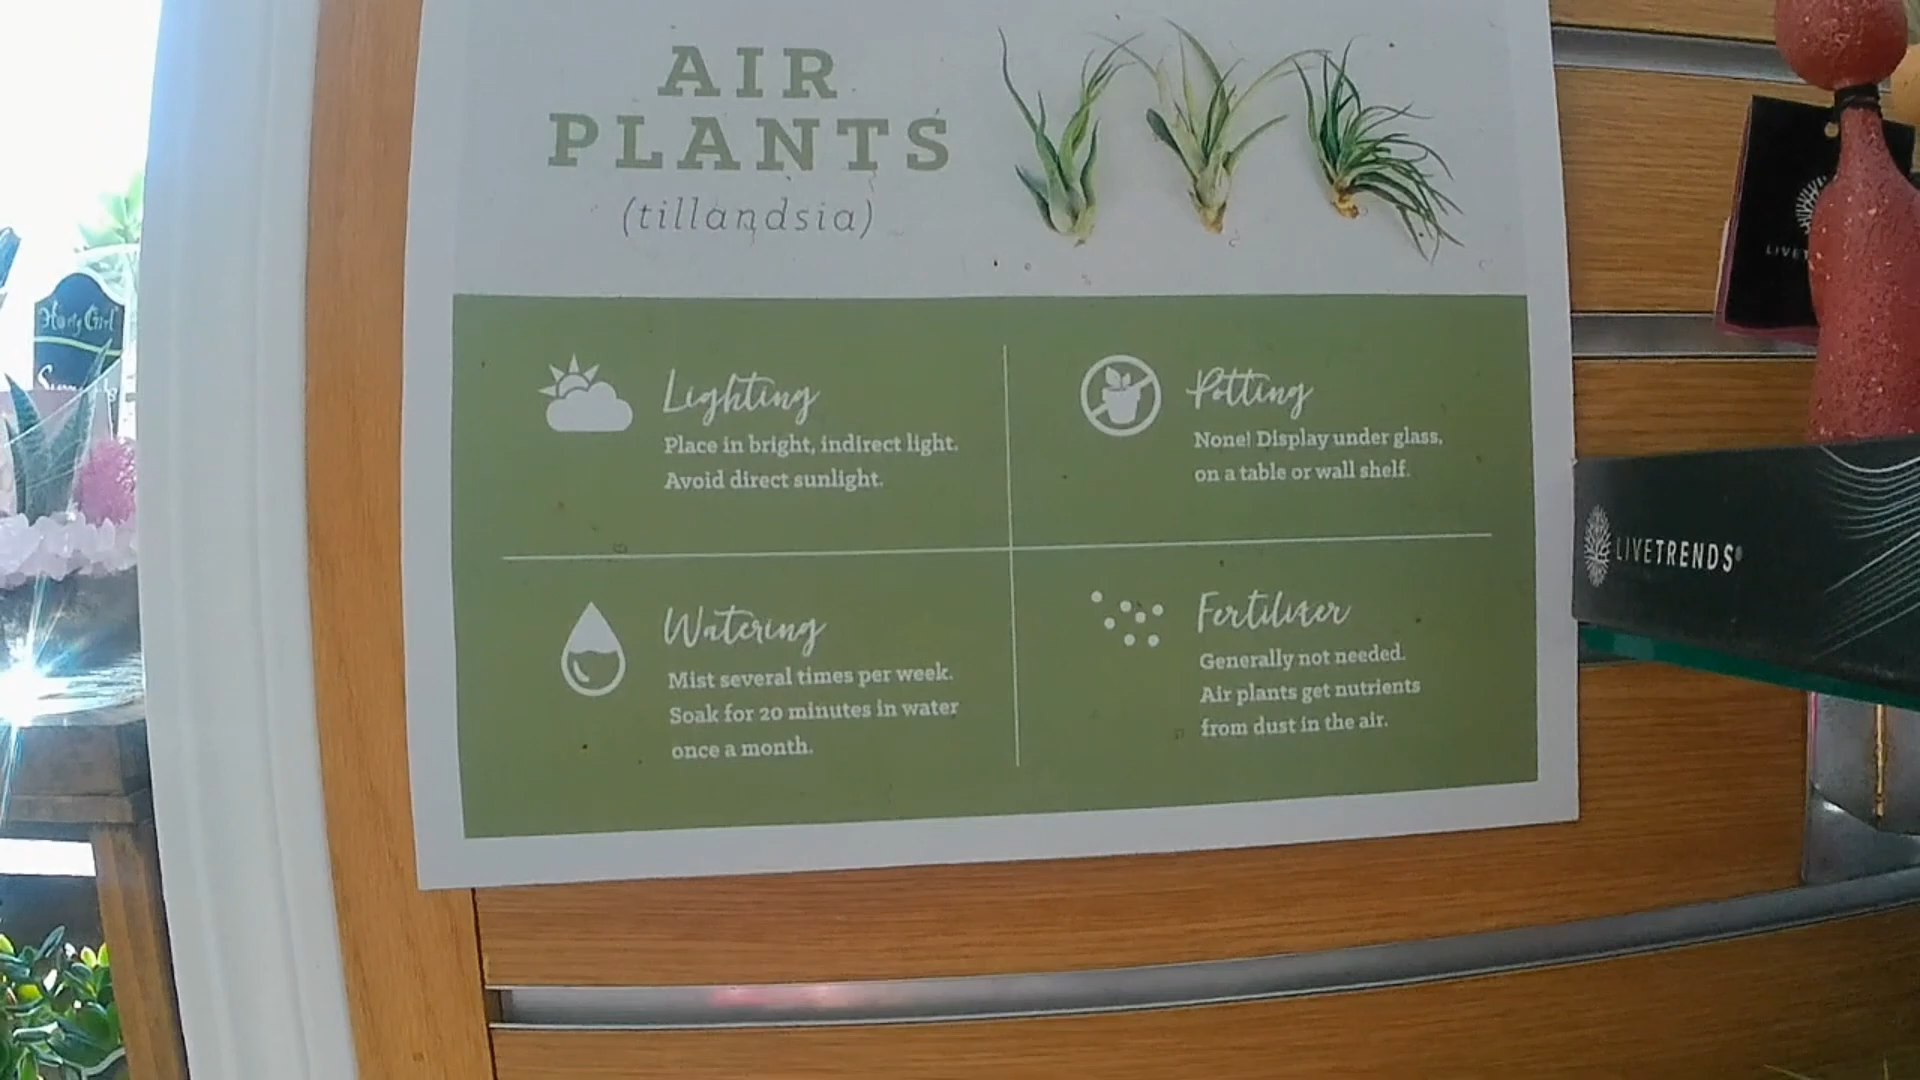 AIR
PLANTS
(tillandsia)
Lighting
Place in bright, indirect light.
Avoid direct sunlight.
Potting
None! Display under glass,
on a table or wall shelf.
Watering
Mist several times per week.
Soak for 20 minutes in water
once a month.
Fertilizer
Generally not needed.
Air plants get nutrients
from dust in the air.
LIVETRENDS®
LIVET